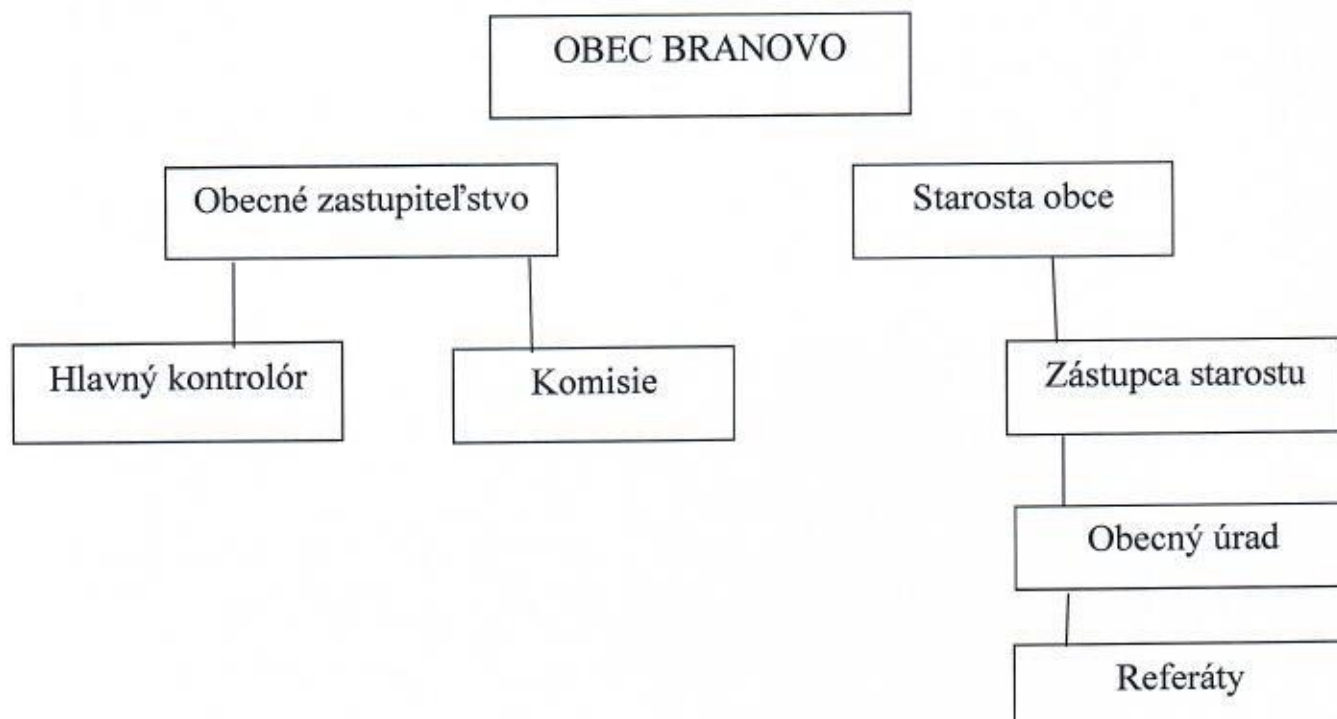 OBEC BRANOVO
Obecné zastupiteľstvo
Starosta obce
Hlavný kontrolór
Komisie
Zástupca starostu
Obecný úrad
Referáty